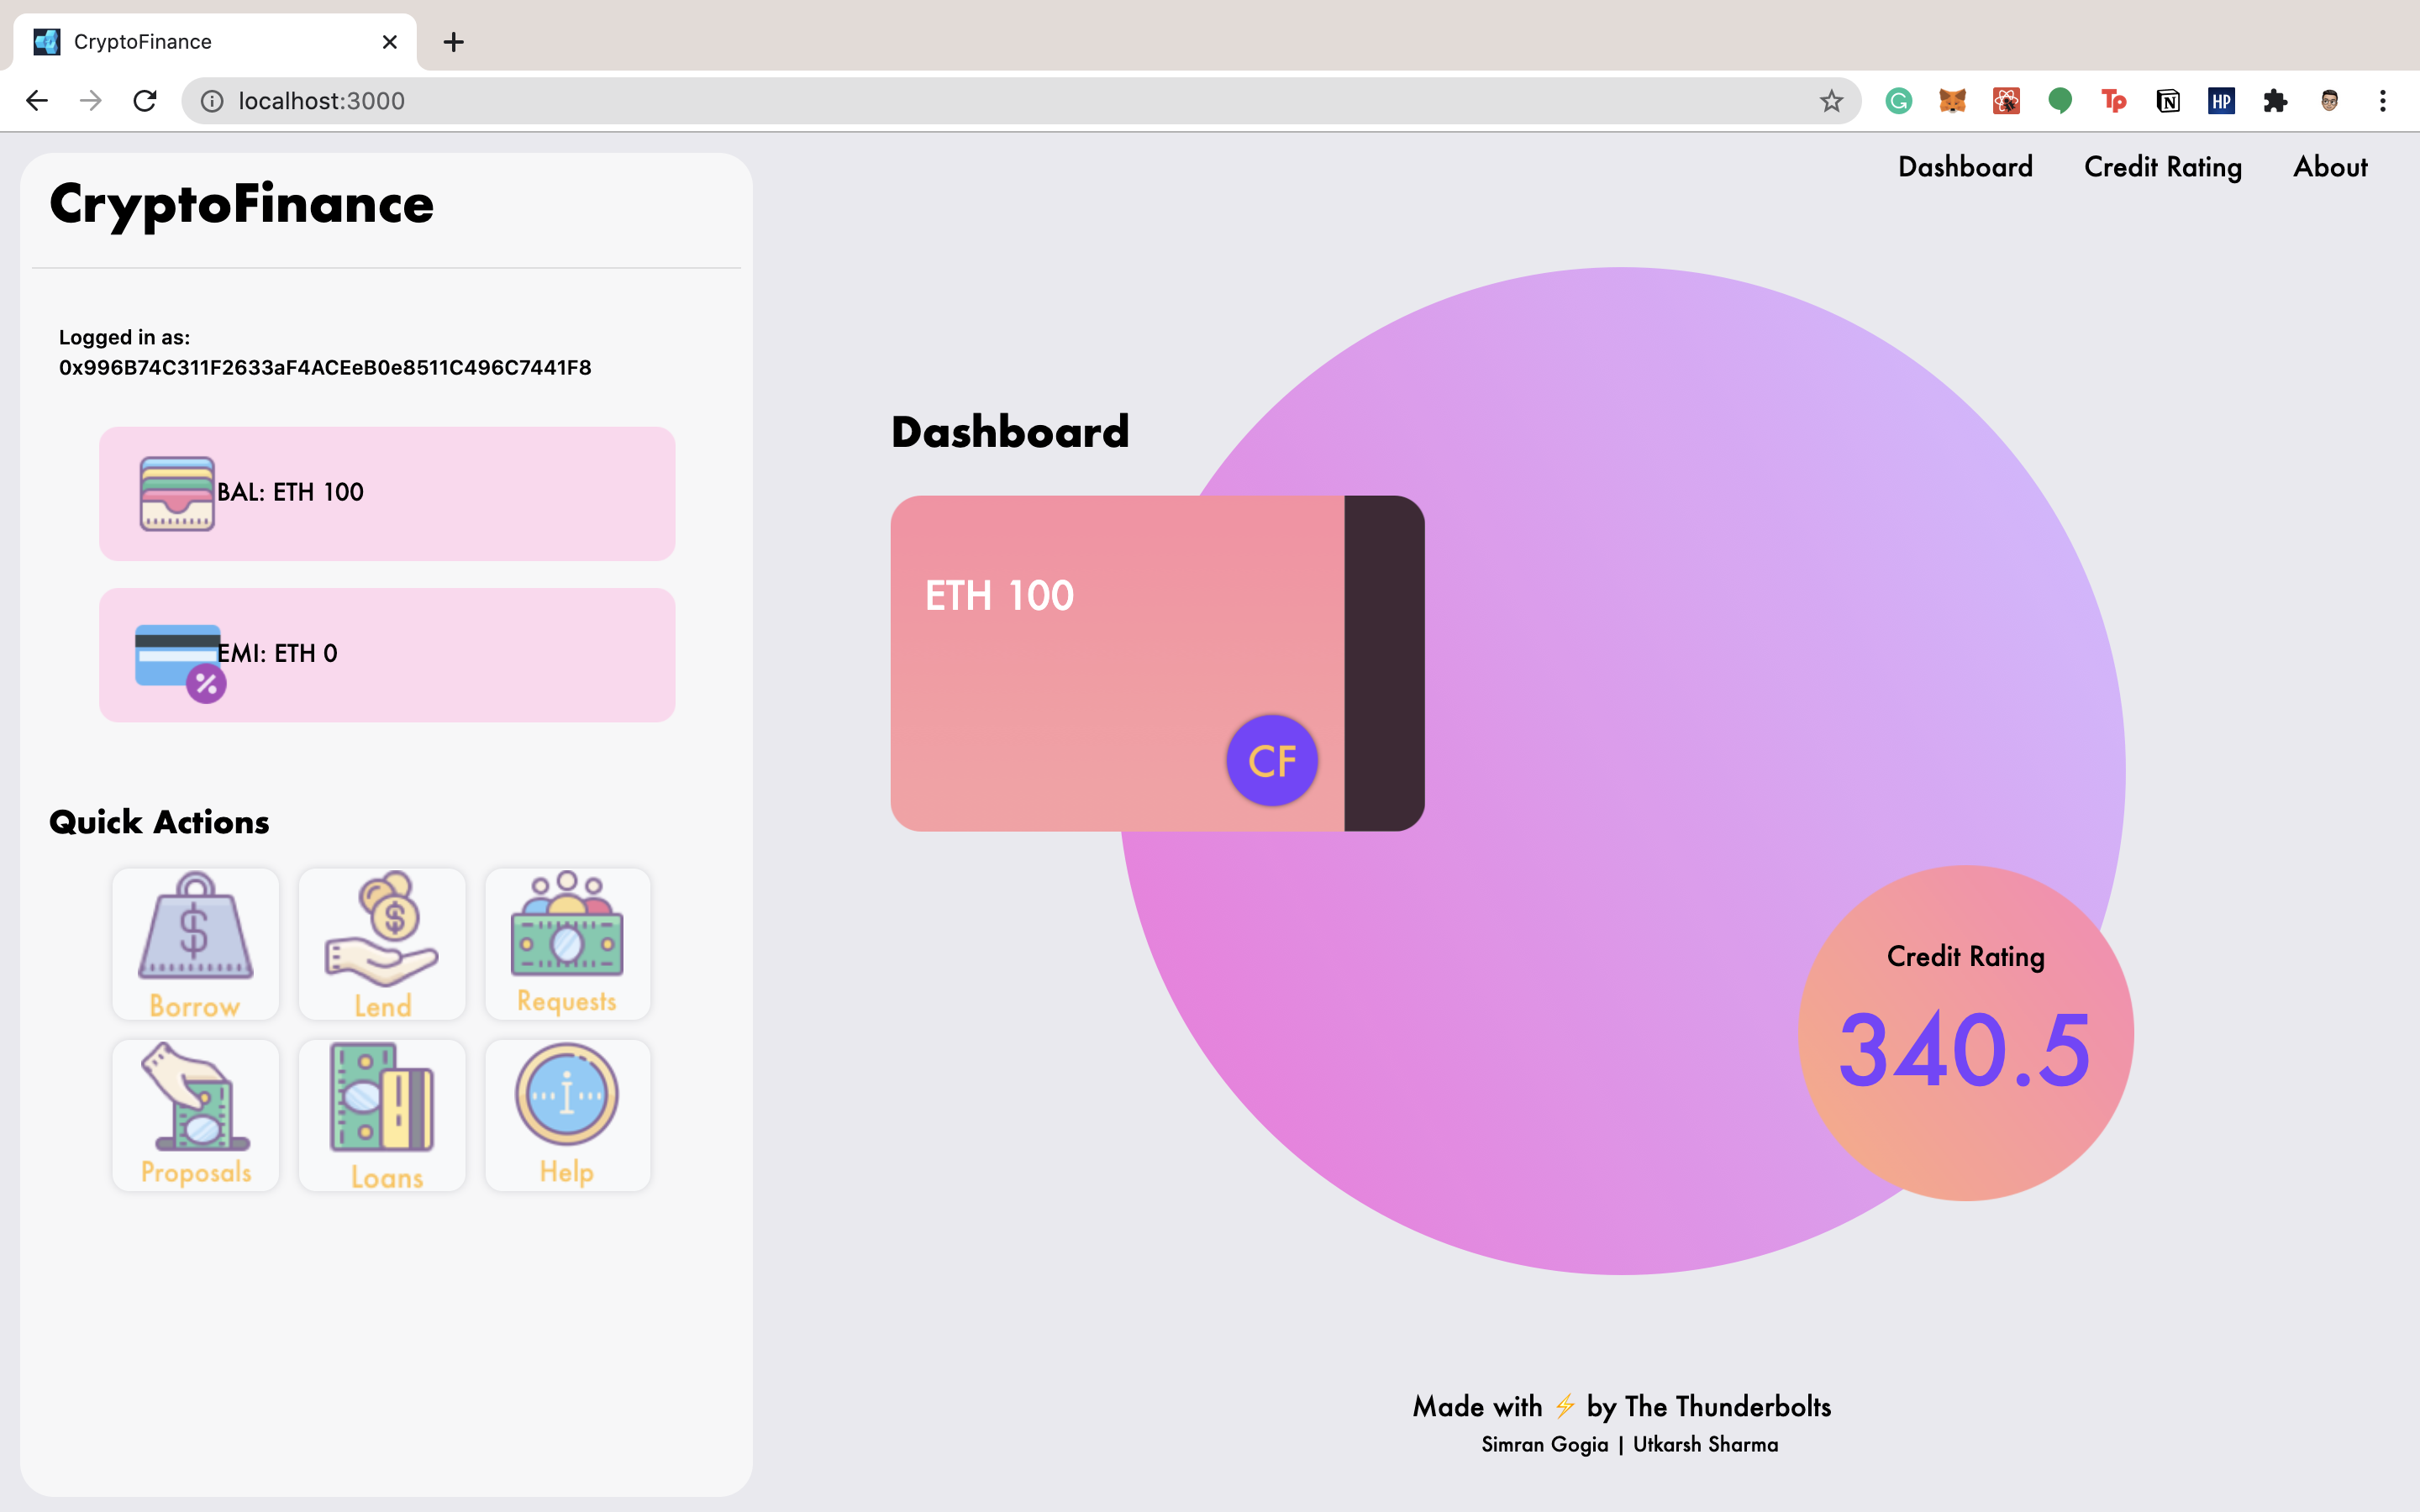 CryptoFinance
localhost:3000
Tp
N
HP
CryptoFinance
Dashboard
Credit Rating
About
Logged in as:
0x996B74C311F2633aF4ACEeB0e8511C496C7441F8
BAL: ETH 100
EMI: ETH 0
Quick Actions
Borrow
Lend
Requests
Proposals
Loans
Help
Dashboard
ETH 100
CF
Credit Rating
340.5
Made with ⚡ by The Thunderbolts
Simran Gogia | Utkarsh Sharma